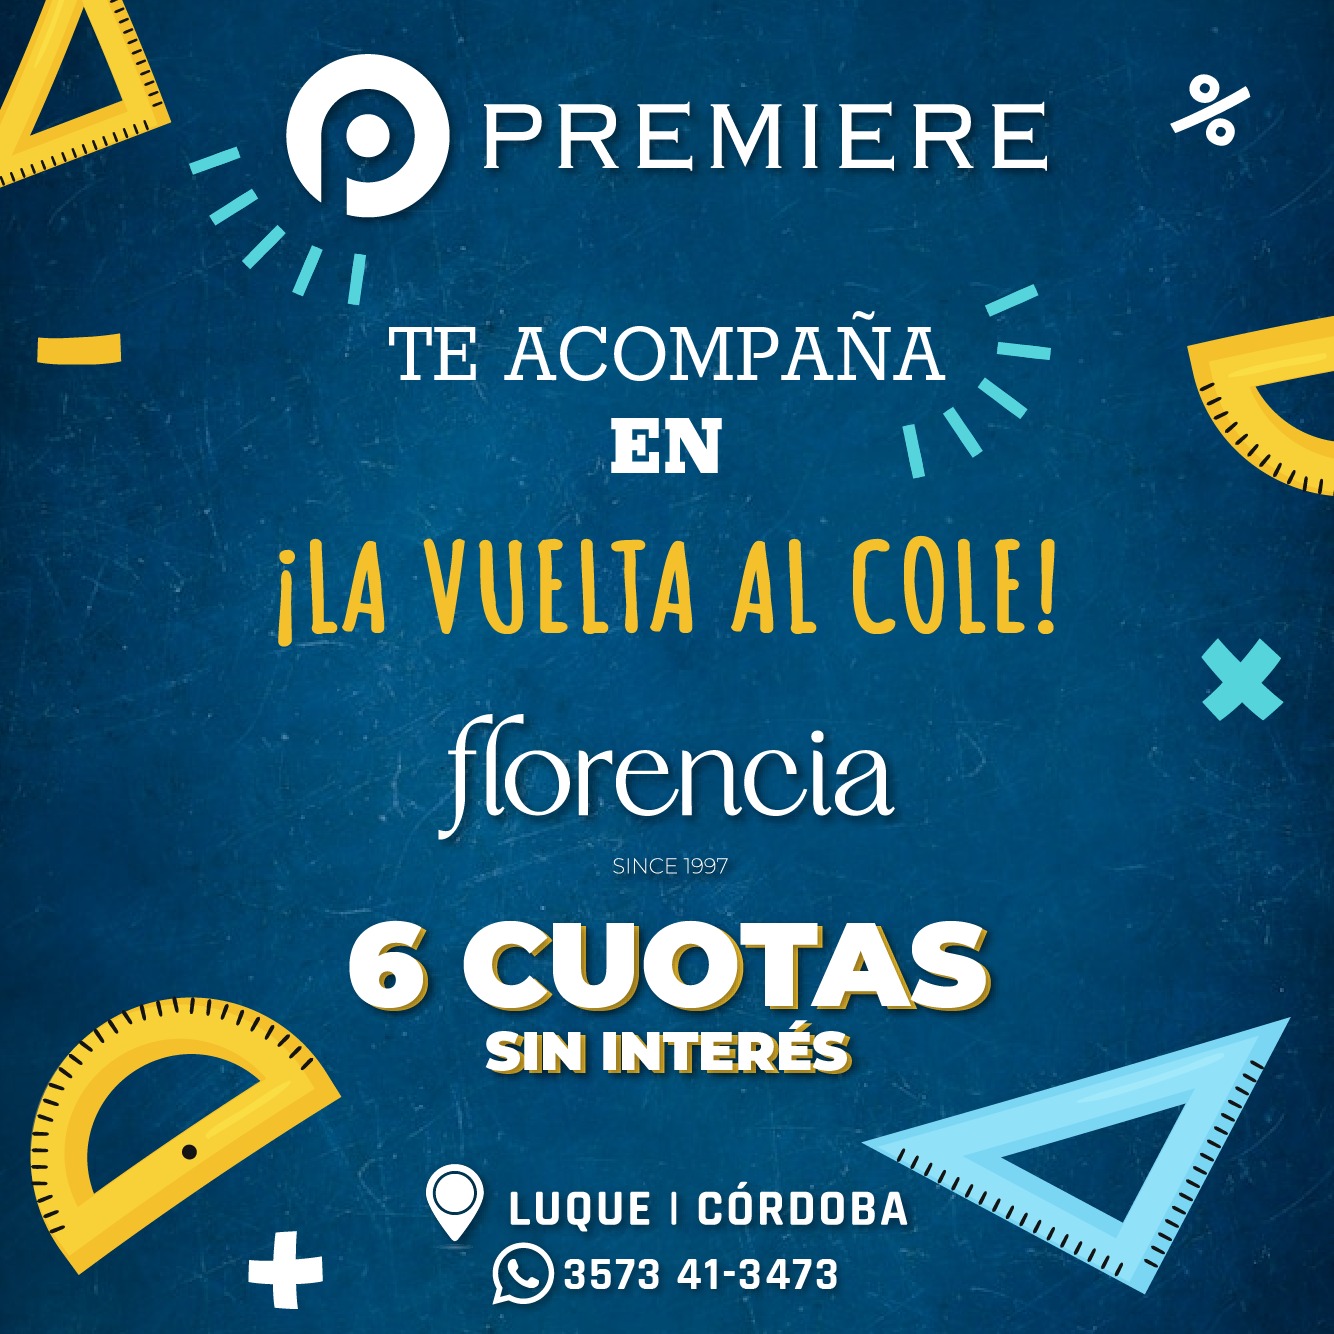 PREMIERE
TE ACOMPAÑA
EN
¡LA VUELTA AL COLE!
florencia
SINCE 1997
6 CUOTAS
SIN INTERÉS
LUQUE | CÓRDOBA
3573 41-3473